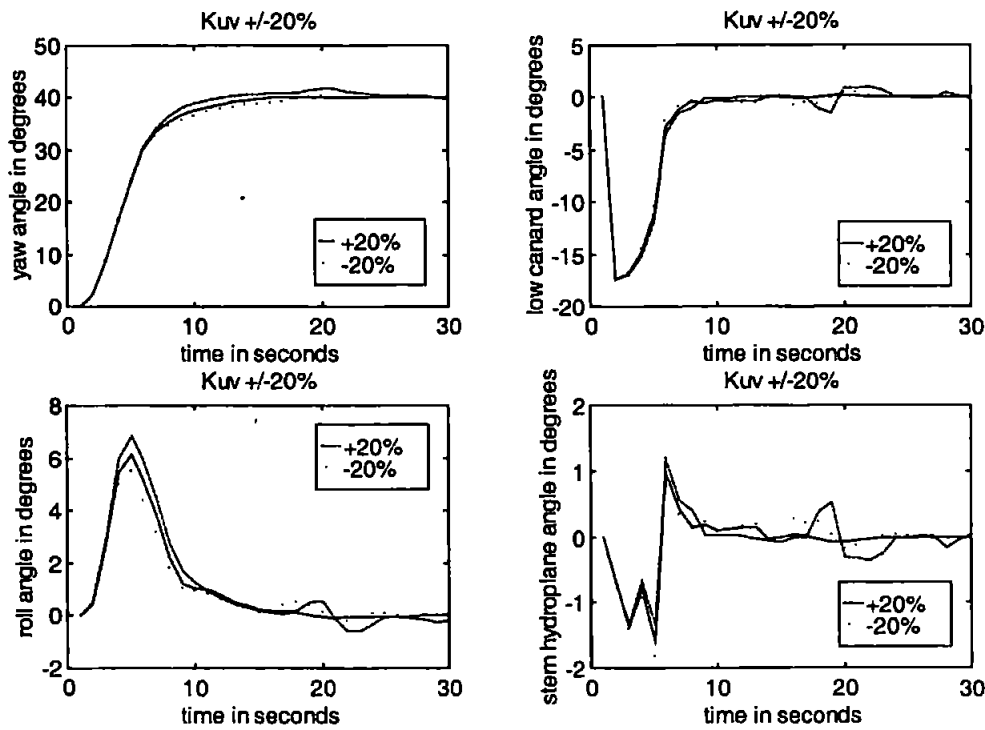 Kuv +/-20%
yaw angle in degrees
50
40
30
20
10
0
+20%
-20%
0 10 20 30
time in seconds
Kuv +/-20%
low canard angle in degrees
5
0
-5
-10
-15
-20
+20%
-20%
0 10 20 30
time in seconds
Kuv +/-20%
roll angle in degrees
8
6
4
2
0
-2
+20%
-20%
0 10 20 30
time in seconds
Kuv +/-20%
stern hydroplane angle in degrees
2
1
0
-1
-2
+20%
-20%
0 10 20 30
time in seconds